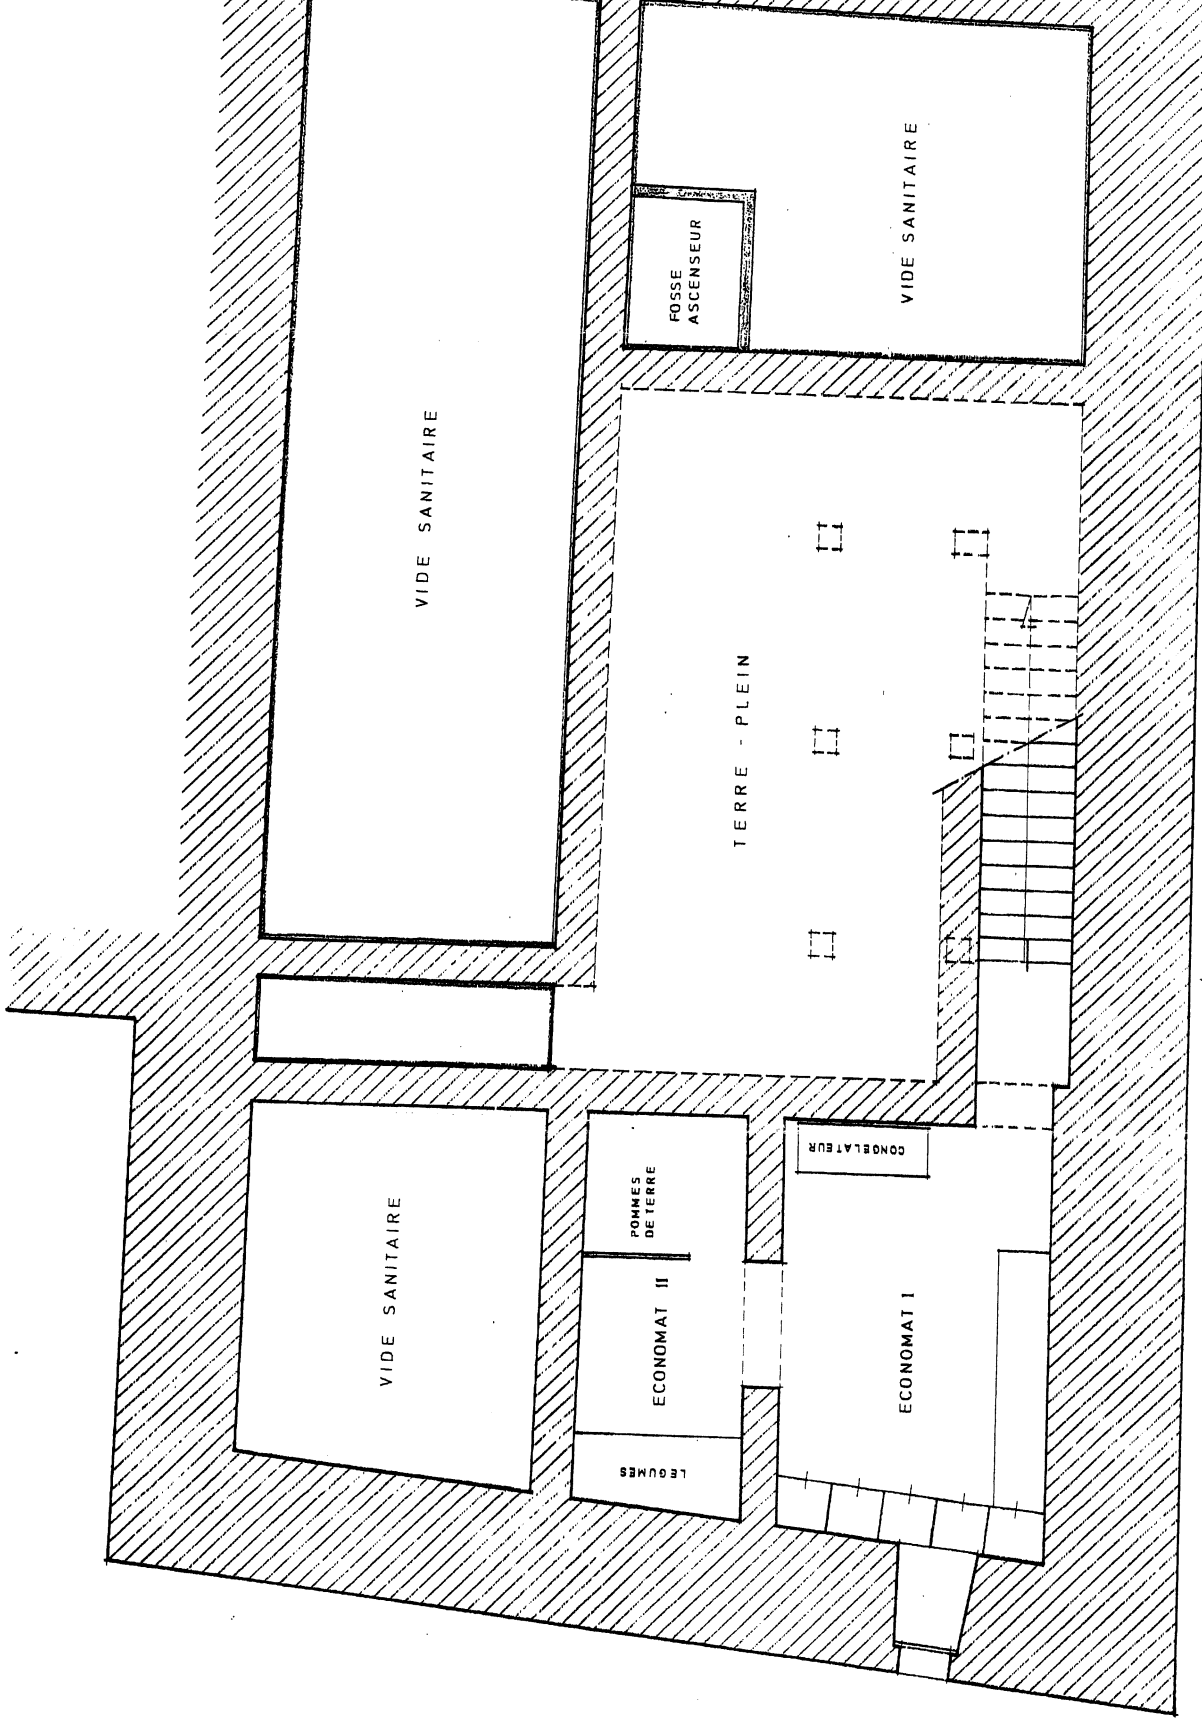 VIDE SANITAIRE
FOSSE
ASCENSEUR
VIDE SANITAIRE
TERRE - PLEIN
VIDE SANITAIRE
POMMES
DE TERRE
ECONOMAT II
LEGUMES
CONGELATEUR
ECONOMAT I